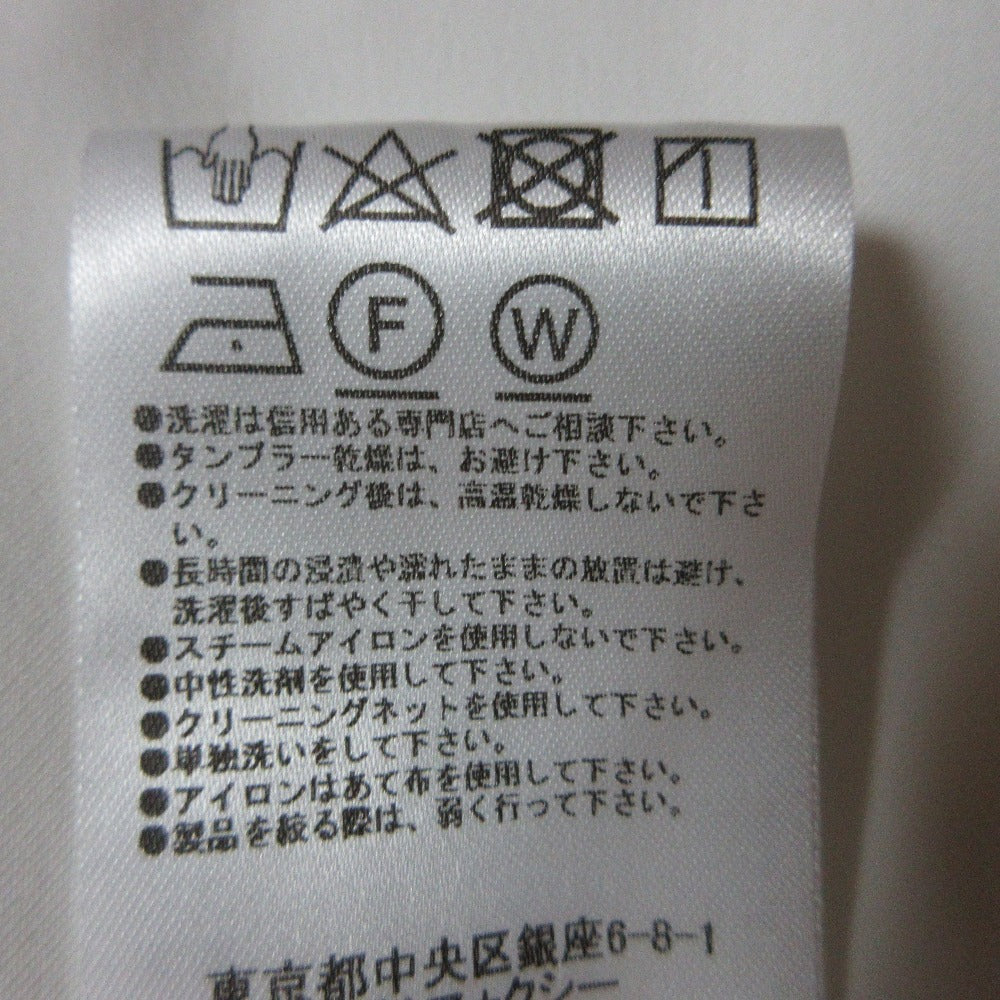 F W
●洗濯は信用ある専門店へご相談下さい。
●タンブラー乾燥は、お避け下さい。
●クリーニング後は、高温乾燥しないで下さ
い。
●長時間の浸漬や濡れたままの放置は避け、
洗濯後すばやく干して下さい。
●スチームアイロンを使用しないで下さい。
●中性洗剤を使用して下さい。
●クリーニングネットを使用して下さい。
●単独洗いをして下さい。
●アイロンはあて布を使用して下さい。
●製品を絞る際は、弱く行って下さい。
東京都中央区銀座6-8-1